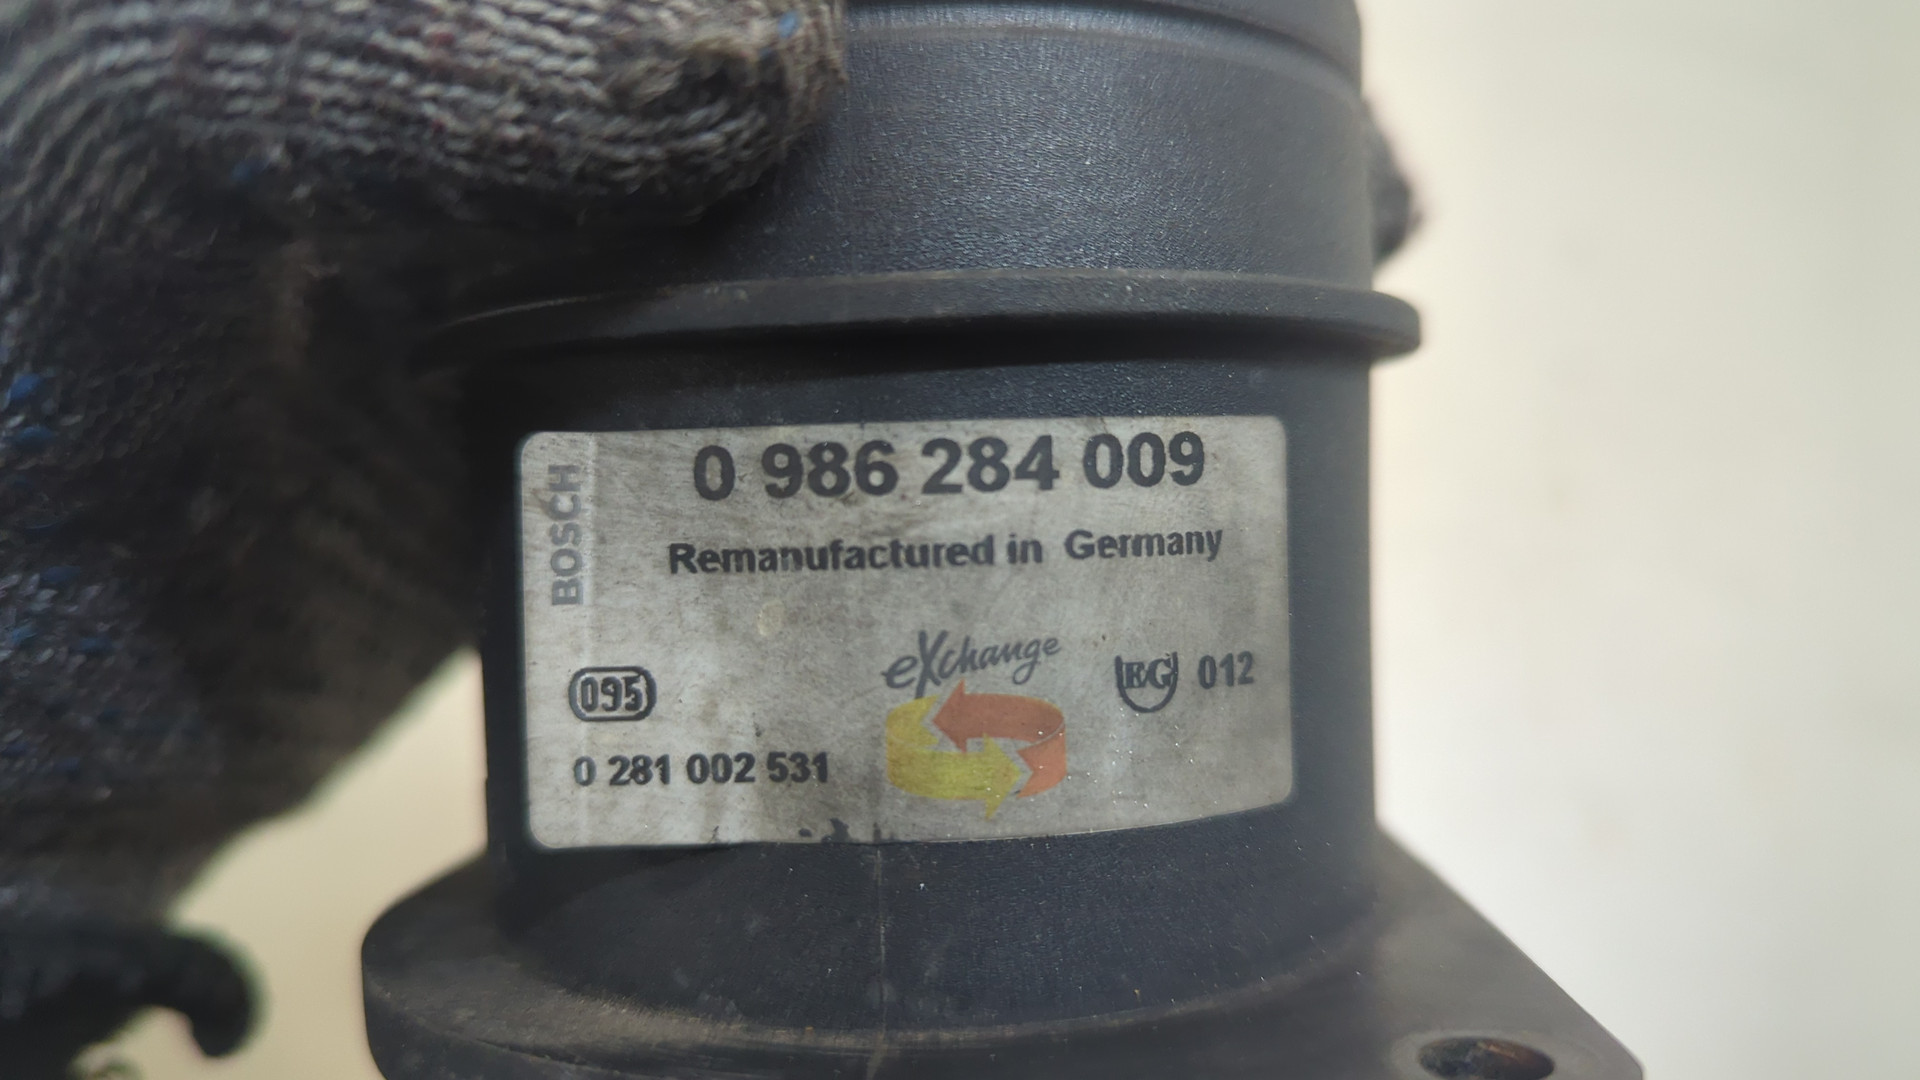 BOSCH
0 986 284 009
Remanufactured in Germany
eXchange
095
EG 012
0 281 002 531